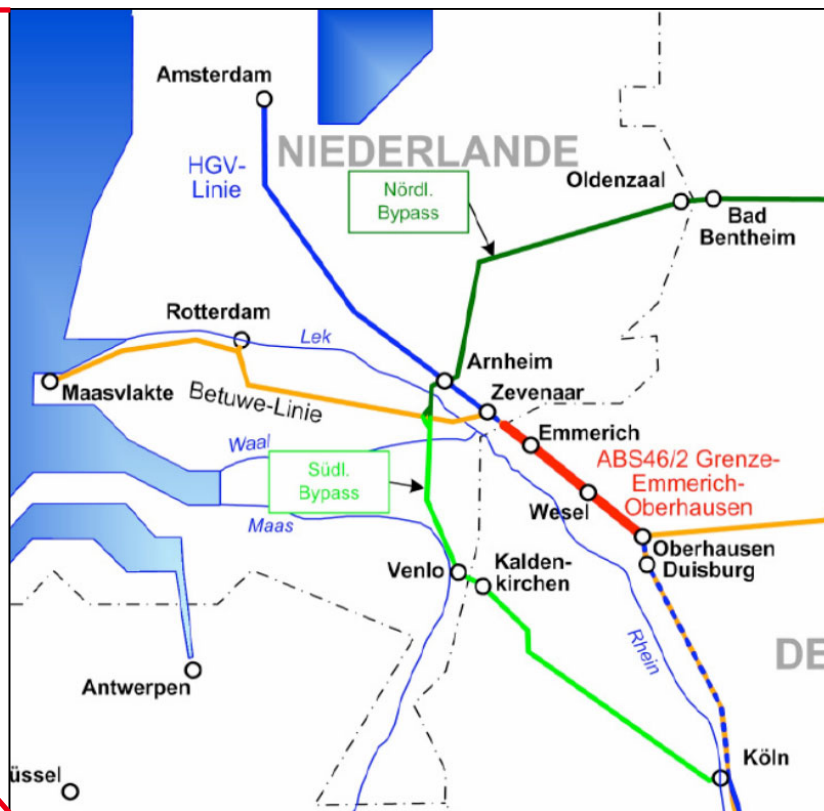 Amsterdam
NIEDERLANDE
HGV-
Linie
Nördl.
Bypass
Oldenzaal
Bad
Bentheim
Rotterdam
Lek
Arnheim
Maasvlakte
Betuwe-Linie
Zevenaar
Emmerich
Waal
ABS46/2 Grenze-
Emmerich-
Oberhausen
Südl.
Bypass
Wesel
Maas
Oberhausen
Duisburg
Venlo
Kalden-
kirchen
Rhein
DE
Antwerpen
Köln
üssel